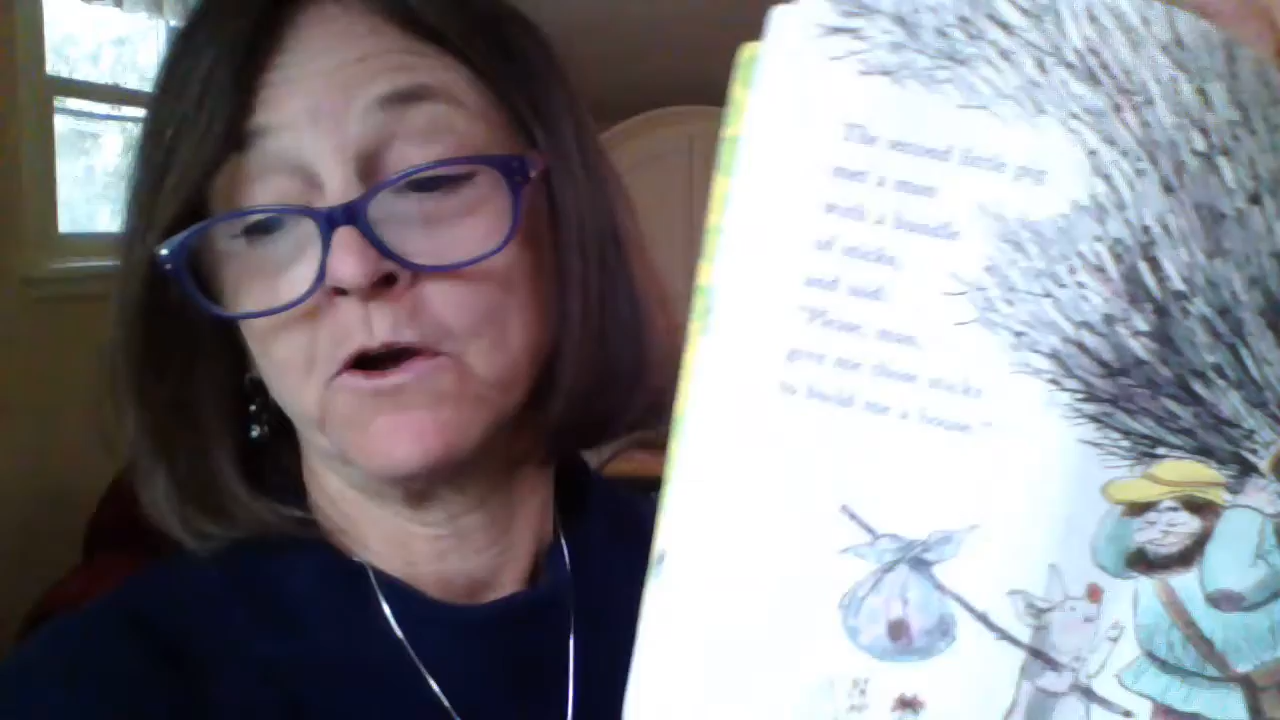 The second little pig
met a man
with a bundle
of sticks,
and said,
"Please, man,
give me those sticks
to build me a house."